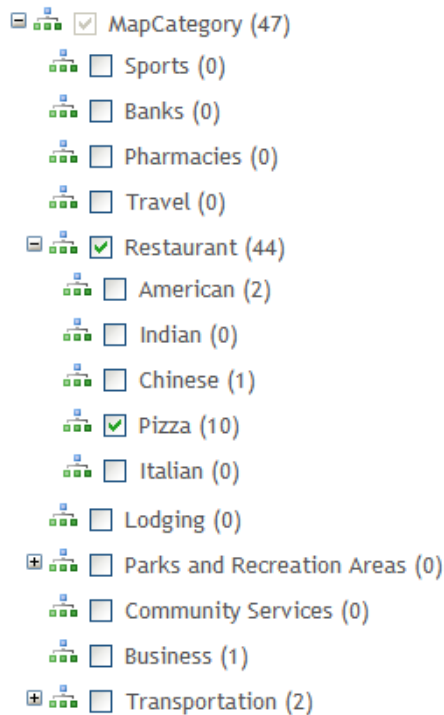 MapCategory (47)
Sports (0)
Banks (0)
Pharmacies (0)
Travel (0)
Restaurant (44)
American (2)
Indian (0)
Chinese (1)
Pizza (10)
Italian (0)
Lodging (0)
Parks and Recreation Areas (0)
Community Services (0)
Business (1)
Transportation (2)